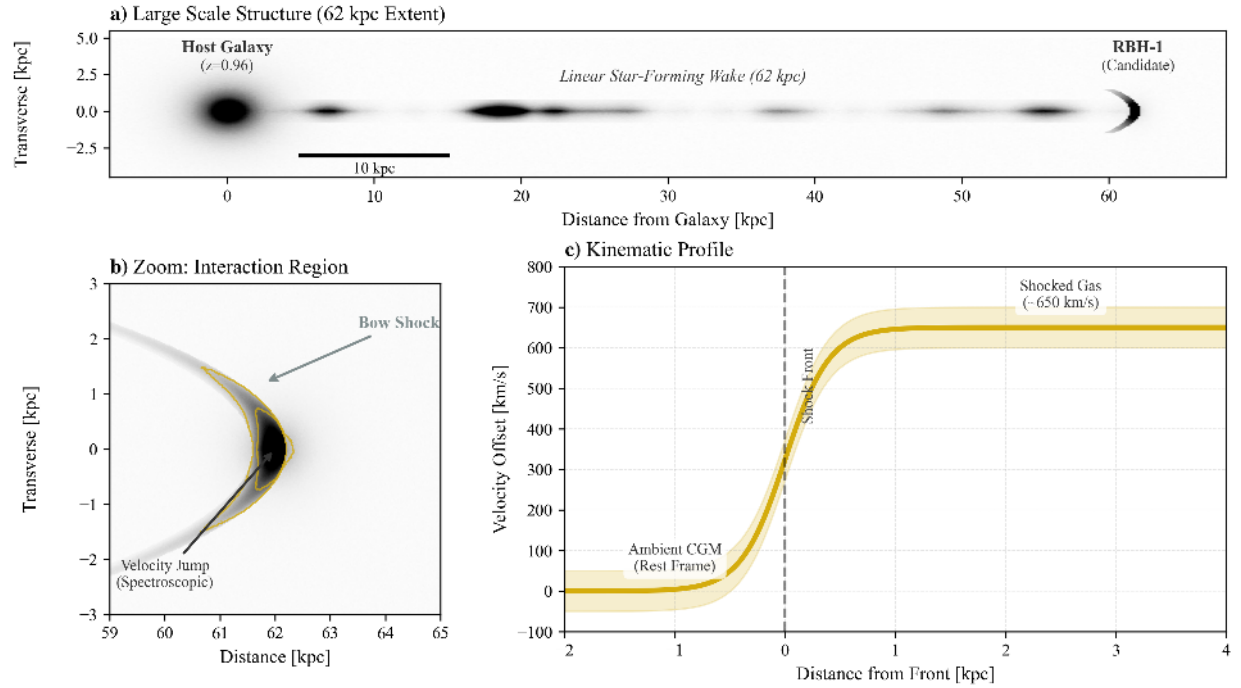 a) Large Scale Structure (62 kpc Extent)
Transverse [kpc]
5.0
2.5
0.0
−2.5
Host Galaxy
(z=0.96)
Linear Star-Forming Wake (62 kpc)
RBH-1
(Candidate)
10 kpc
0 10 20 30 40 50 60
Distance from Galaxy [kpc]
b) Zoom: Interaction Region
Transverse [kpc]
3
2
1
0
−1
−2
−3
Bow Shock
Velocity Jump
(Spectroscopic)
59 60 61 62 63 64 65
Distance [kpc]
c) Kinematic Profile
Velocity Offset [km/s]
800
700
600
500
400
300
200
100
0
−100
Shocked Gas
(~650 km/s)
Shock Front
Ambient CGM
(Rest Frame)
2 1 0 1 2 3 4
Distance from Front [kpc]